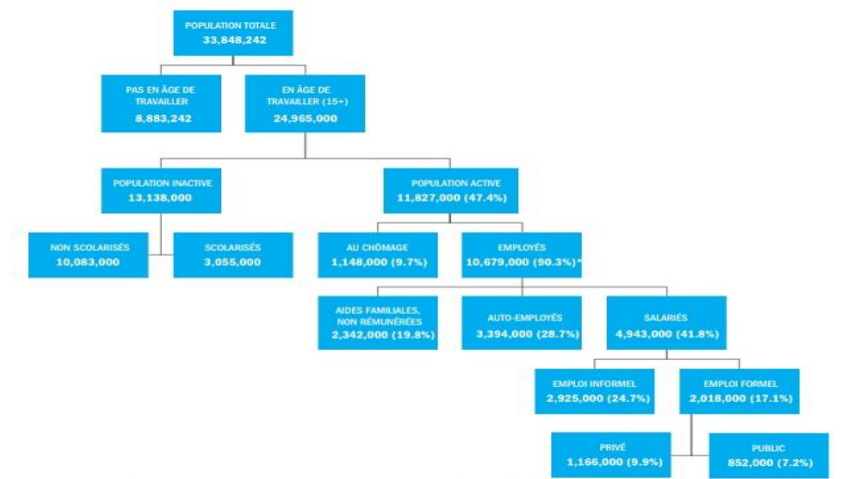 POPULATION TOTALE
33,848,242
PAS EN ÂGE DE
TRAVAILLER
8,883,242
EN ÂGE DE
TRAVAILLER (15+)
24,965,000
POPULATION INACTIVE
13,138,000
POPULATION ACTIVE
11,827,000 (47.4%)
NON SCOLARISÉS
10,083,000
SCOLARISÉS
3,055,000
AU CHÔMAGE
1,148,000 (9.7%)
EMPLOYÉS
10,679,000 (90.3%)*
AIDES FAMILIALES,
NON RÉMUNÉRÉES
2,342,000 (19.8%)
AUTO-EMPLOYÉS
3,394,000 (28.7%)
SALARIÉS
4,943,000 (41.8%)
EMPLOI INFORMEL
2,925,000 (24.7%)
EMPLOI FORMEL
2,018,000 (17.1%)
PRIVÉ
1,166,000 (9.9%)
PUBLIC
852,000 (7.2%)